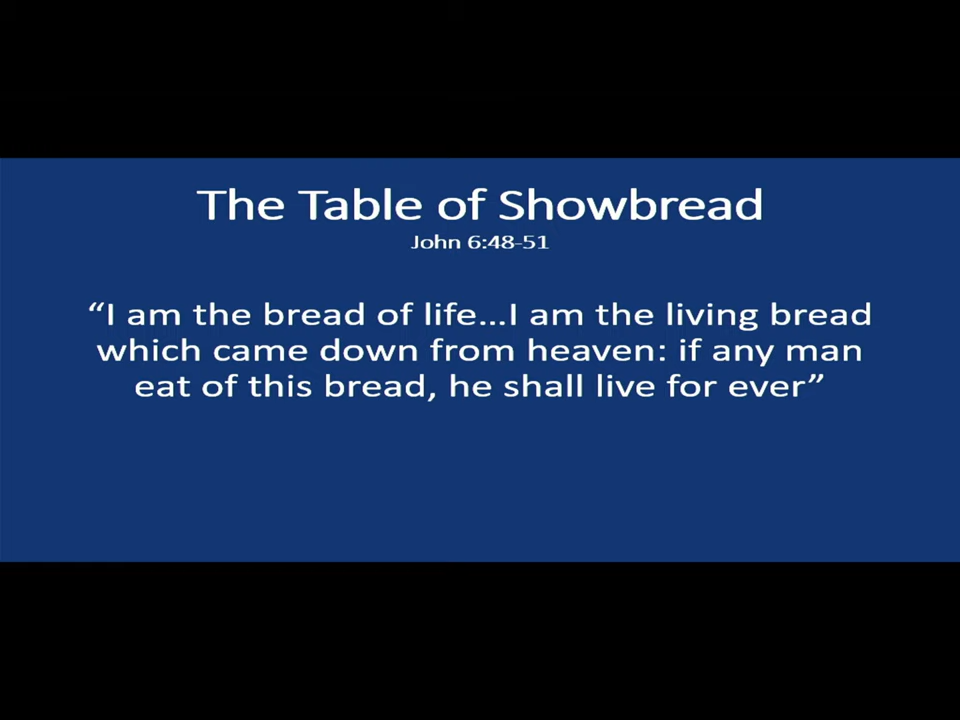 The Table of Showbread
John 6:48-51
“I am the bread of life...I am the living bread
which came down from heaven: if any man
eat of this bread, he shall live for ever”